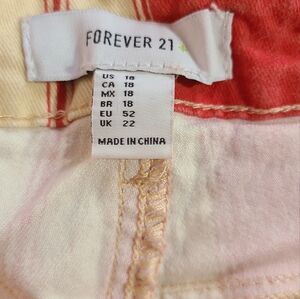 FOREVER 21 +
US 18
CA 18
MX 18
BR 18
EU 52
UK 22
MADE IN CHINA